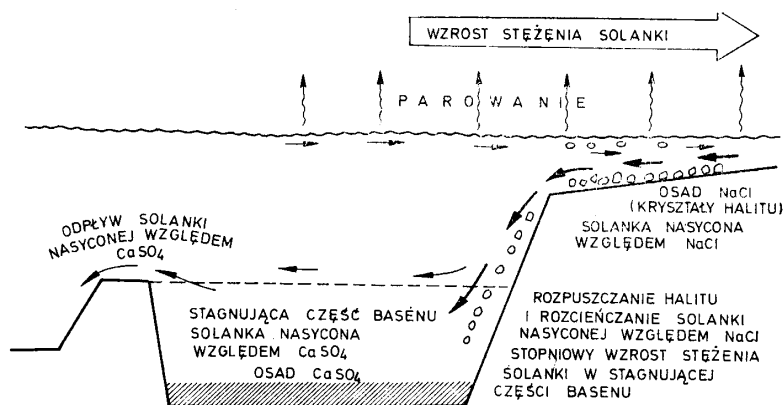 WZROST STĘŻENIA SOLANKI
PAROWANIE
OSAD NaCl
(KRYSZTAŁY HALITU)
SOLANKA NASYCONA
WZGLĘDEM NaCl
ODPŁYW SOLANKI
NASYCONEJ WZGLĘDEM
CaSO4
STAGNUJĄCA CZĘŚĆ BASENU
SOLANKA NASYCONA
WZGLĘDEM CaSO4
OSAD CaSO4
ROZPUSZCZANIE HALITU
I ROZCIEŃCZANIE SOLANKI
NASYCONEJ WZGLĘDEM NaCl
STOPNIOWY WZROST STĘŻENIA
SOLANKI W STAGNUJĄCEJ
CZĘŚCI BASENU